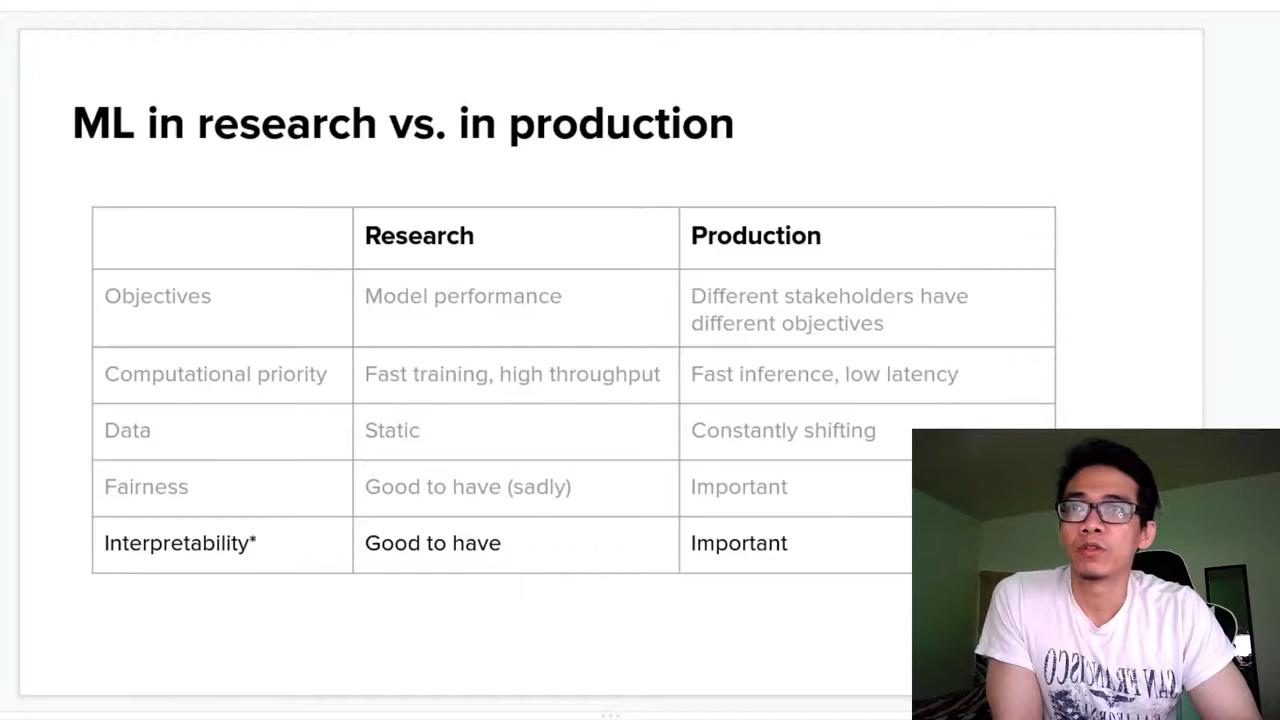 ML in research vs. in production
Research
Production
Objectives
Model performance
Different stakeholders have
different objectives
Computational priority
Fast training, high throughput
Fast inference, low latency
Data
Static
Constantly shifting
Fairness
Good to have (sadly)
Important
Interpretability*
Good to have
Important
SAN FRANCISCO